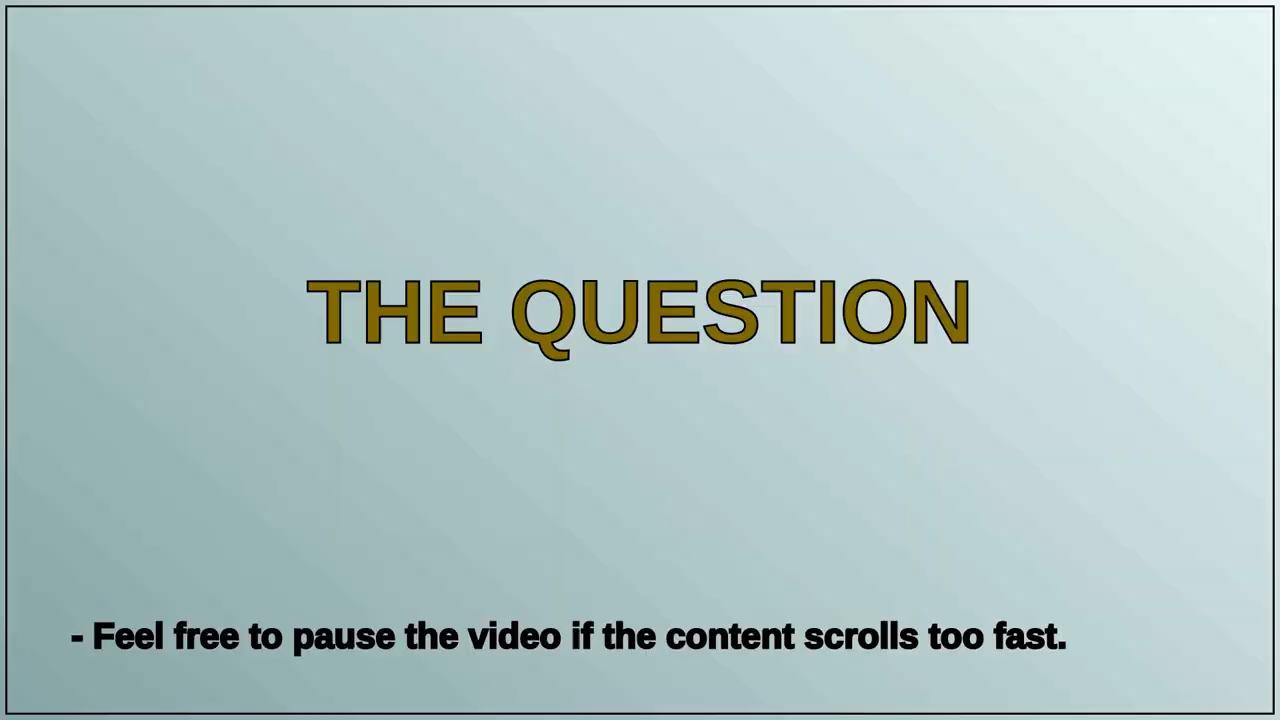 THE QUESTION
- Feel free to pause the video if the content scrolls too fast.